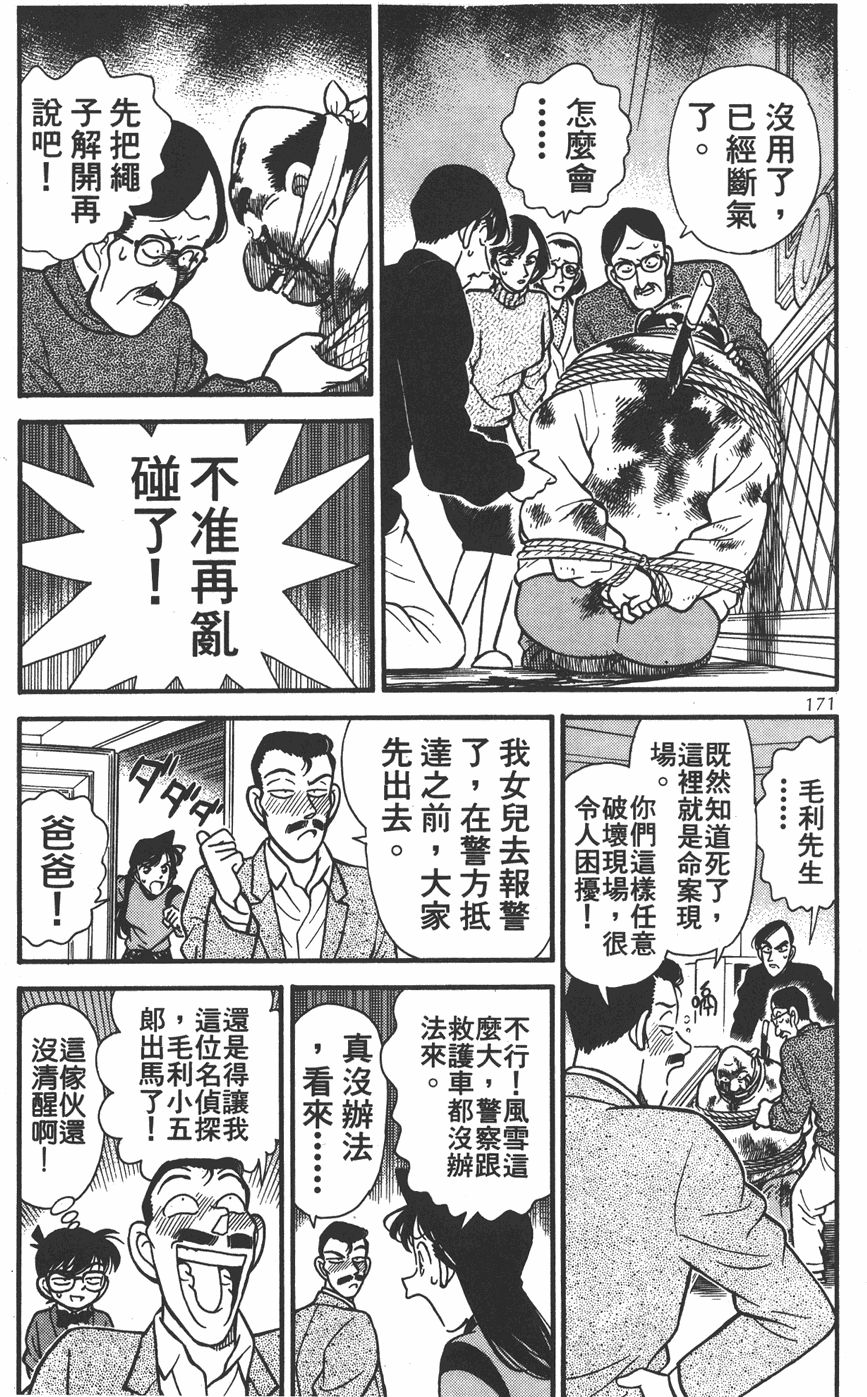 沒用了，
已經斷氣
了。
怎麼會
……
先把繩
子解開再
說吧！
不准再亂
碰了！
171
毛利先生
……
既然知道死了，
這裡就是命案現
場。
你們這樣任意
破壞現場，很
令人困擾！
我女兒去報警
了，在警方抵
達之前，大家
先出去。
ダダダ
爸爸！
不行！風雪這
麼大，警察跟
救護車都沒辦
法來。
真沒辦法
，看來……
還是得讓我
這位名偵探
，毛利小五
郎出馬了！
這傢伙還
沒清醒啊！